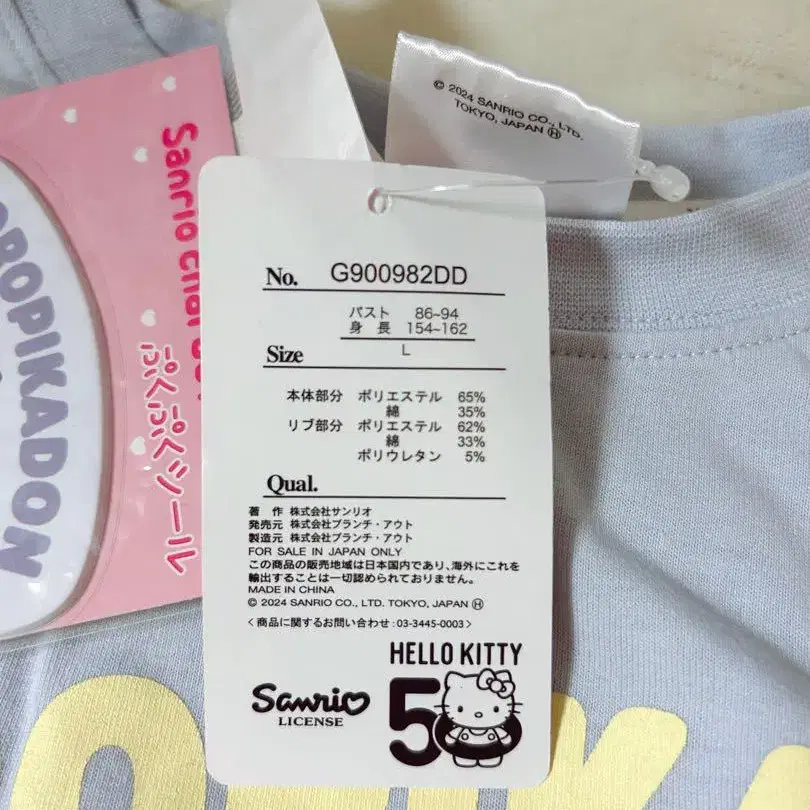 © 2024 SANRIO CO., LTD.
TOKYO, JAPAN Ⓗ
Sanrio char
ぷくぷくシール
OROPIKADON
No. G900982DD
バスト 86~94
身長 154~162
Size L
本体部分 ポリエステル 65%
綿 35%
リブ部分 ポリエステル 62%
綿 33%
ポリウレタン 5%
Qual.
著 作 株式会社サンリオ
発売元 株式会社ブランチ・アウト
製造元 株式会社ブランチ・アウト
FOR SALE IN JAPAN ONLY
この商品の販売地域は日本国内であり、海外にこれを
輸出することは一切認められておりません。
MADE IN CHINA
© 2024 SANRIO CO., LTD. TOKYO, JAPAN Ⓗ
〈商品に関するお問い合わせ:03-3445-0003〉
HELLO KITTY
50
Sanrio
LICENSE